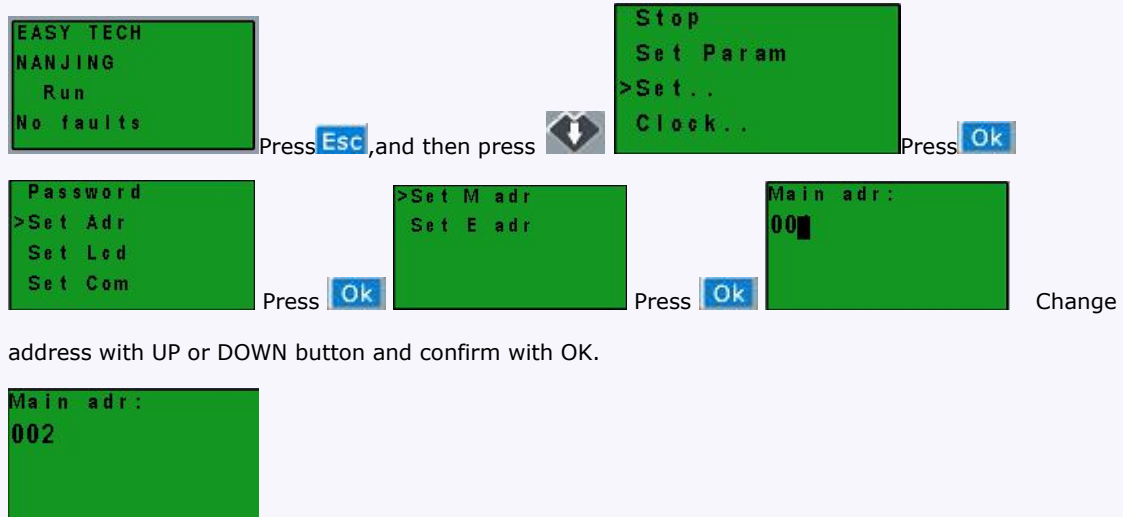 EASY TECH
NANJING
Run
No faults
Press Esc ,and then press
Stop
Set Param
>Set..
Clock..
Press Ok
Password
>Set Adr
Set Lcd
Set Com
Press Ok
>Set M adr
Set E adr
Press Ok
Main adr:
00
Change
address with UP or DOWN button and confirm with OK.
Main adr:
002